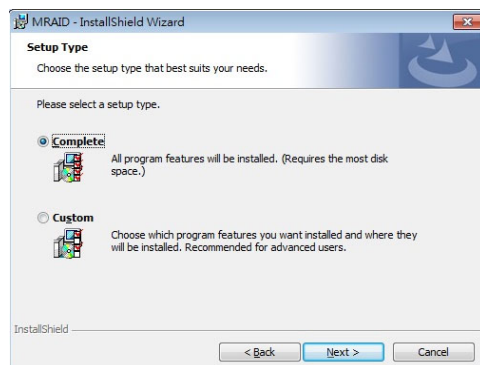 MRAID - InstallShield Wizard
Setup Type
Choose the setup type that best suits your needs.
Please select a setup type.
Complete
All program features will be installed. (Requires the most disk
space.)
Custom
Choose which program features you want installed and where they
will be installed. Recommended for advanced users.
InstallShield
< Back
Next >
Cancel